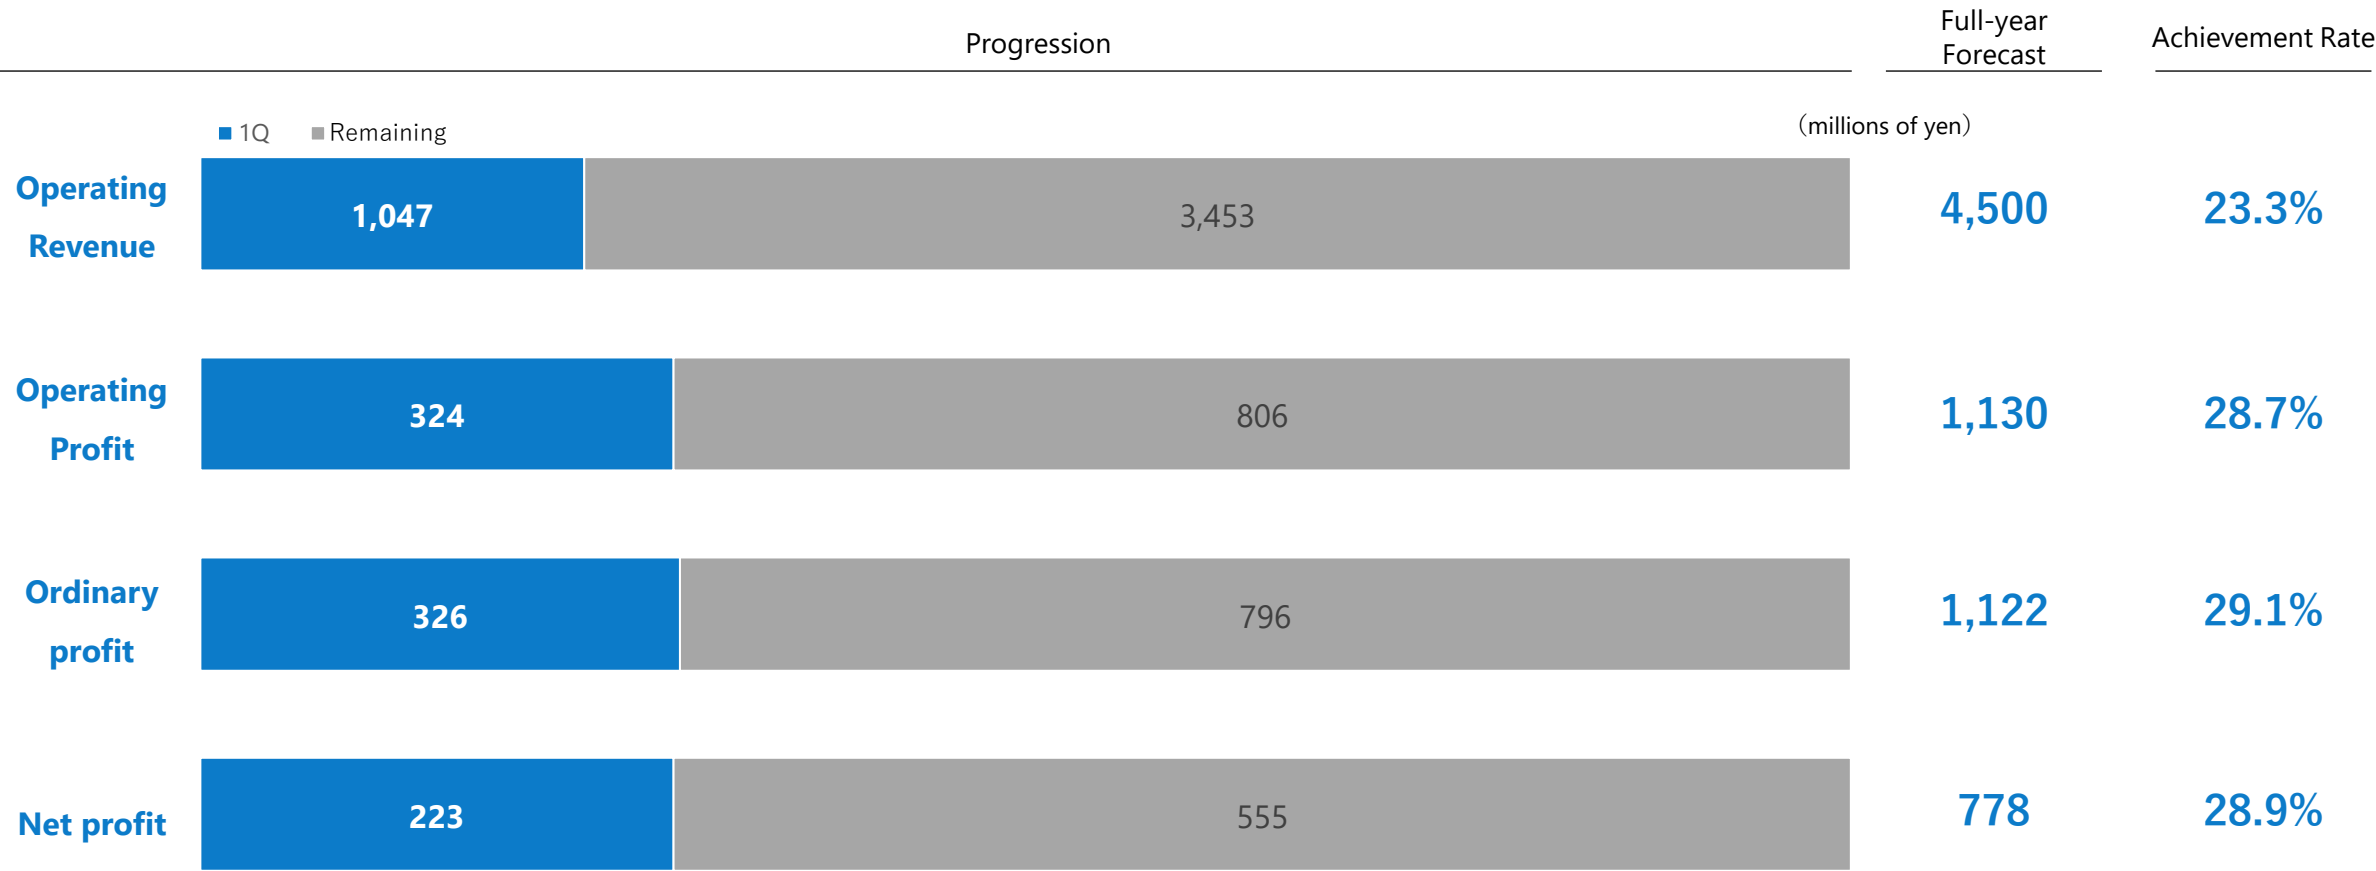 Progression
Full-year
Forecast
Achievement Rate
1Q
Remaining
（millions of yen）
Operating
Revenue
1,047
3,453
4,500
23.3%
Operating
Profit
324
806
1,130
28.7%
Ordinary
profit
326
796
1,122
29.1%
Net profit
223
555
778
28.9%